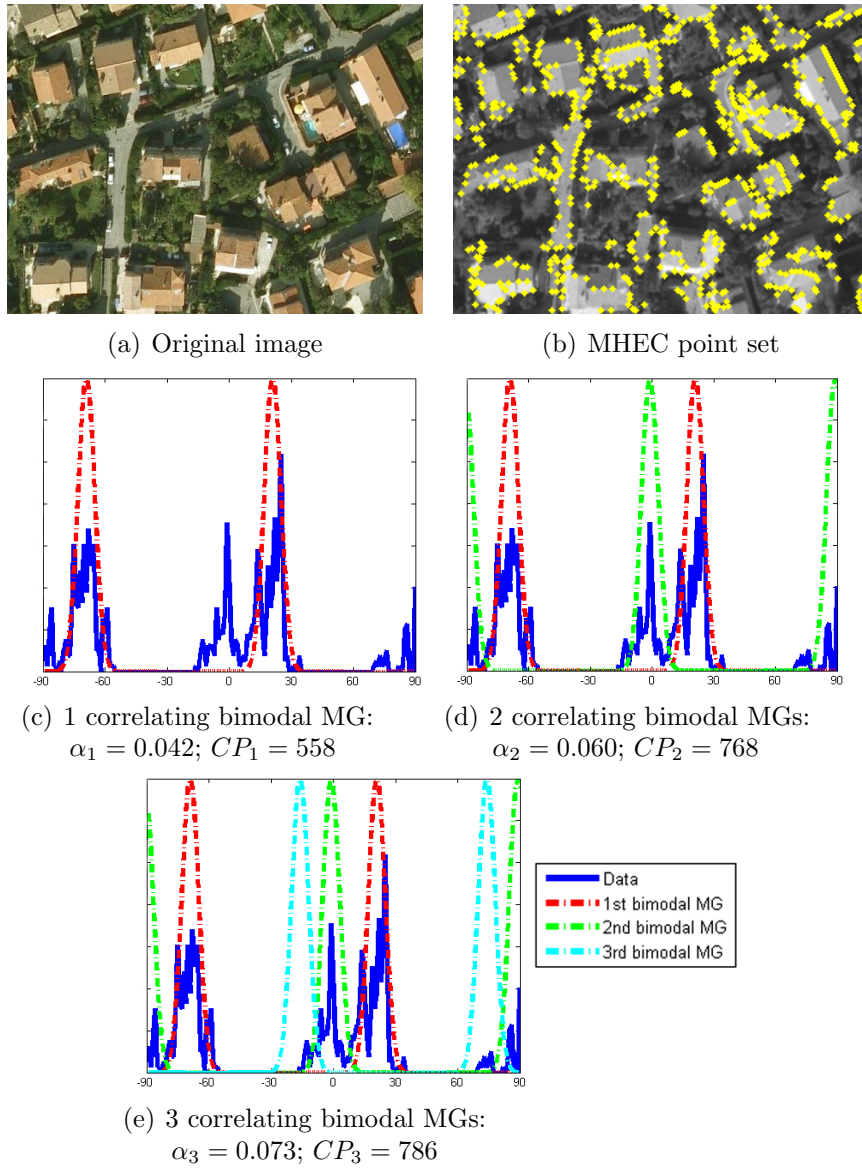 (a) Original image
(b) MHEC point set
-90 -60 -30 0 30 60 90
-90 -60 -30 0 30 60 90
(c) 1 correlating bimodal MG:
α₁ = 0.042; CP₁ = 558
(d) 2 correlating bimodal MGs:
α₂ = 0.060; CP₂ = 768
Data
1st bimodal MG
2nd bimodal MG
3rd bimodal MG
-90 -60 -30 0 30 60 90
(e) 3 correlating bimodal MGs:
α₃ = 0.073; CP₃ = 786